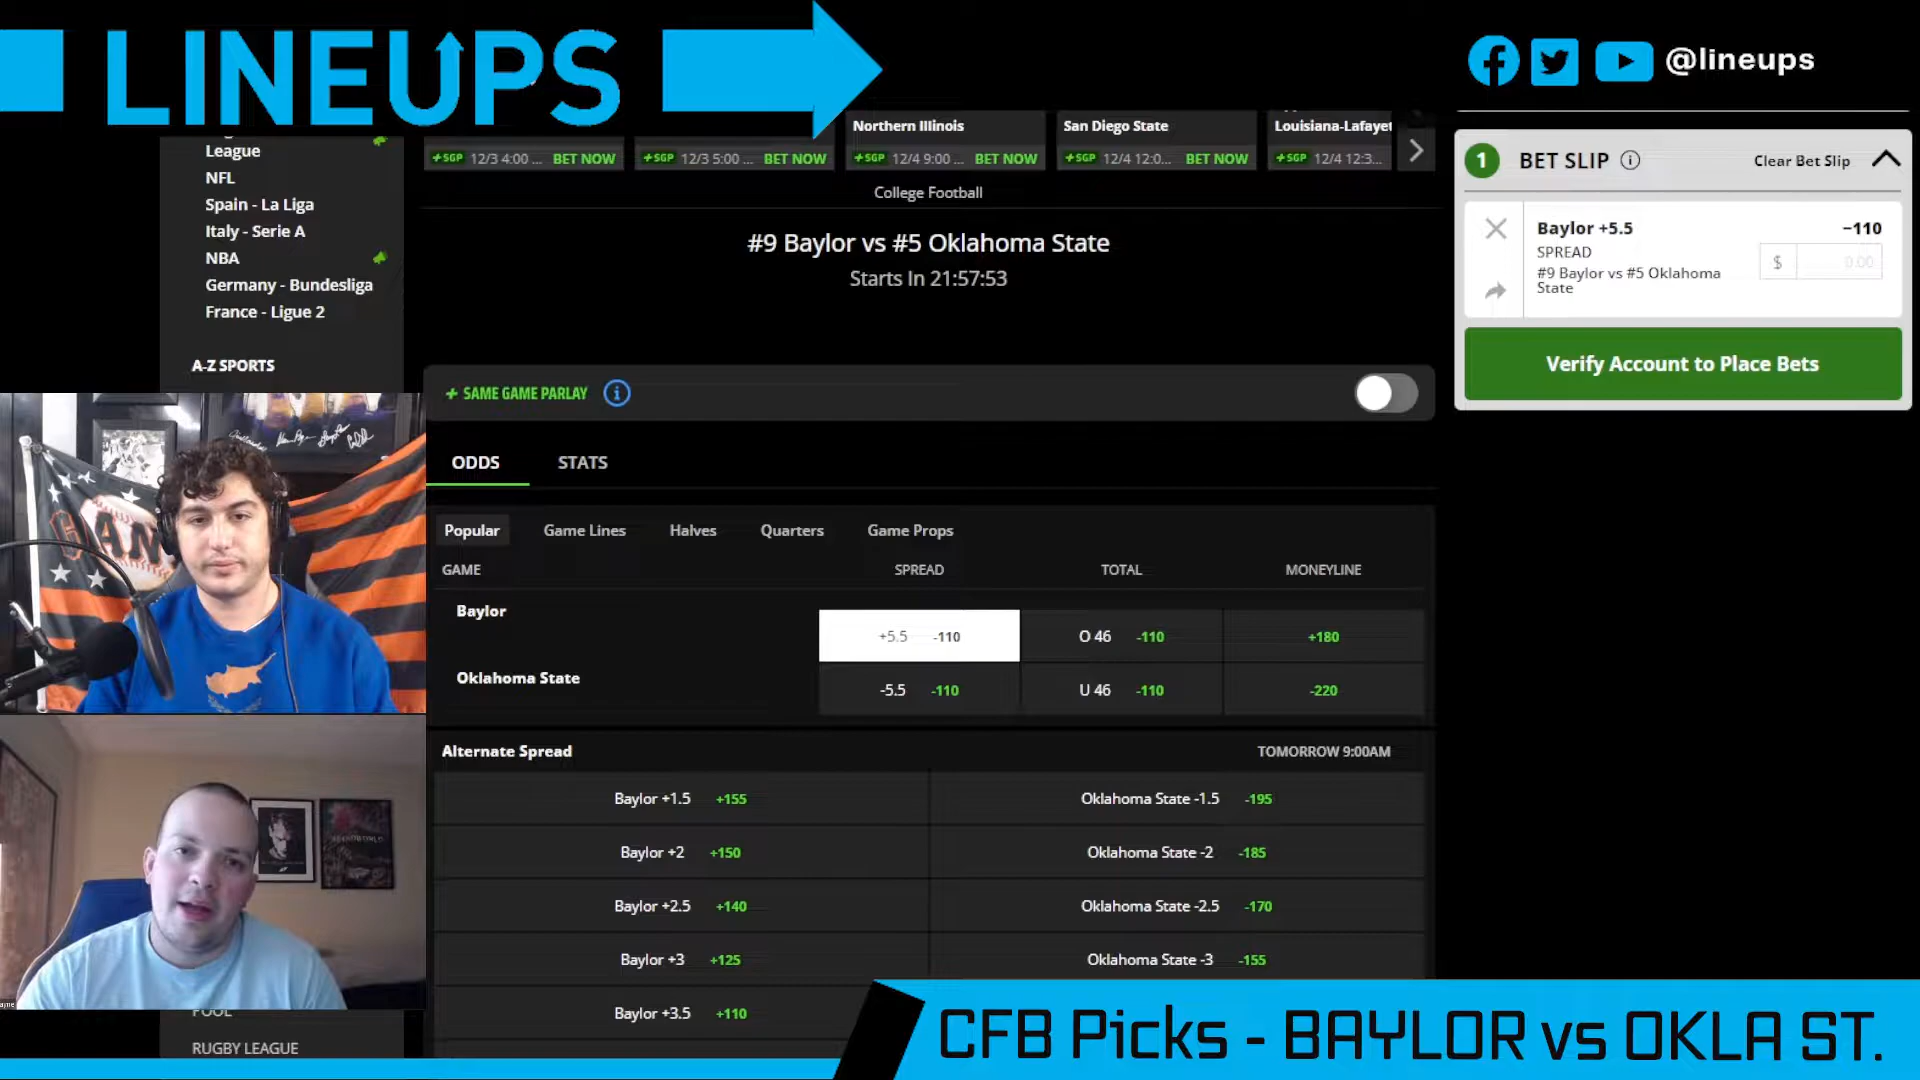 LINEUPS
@lineups
League
NFL
Spain - La Liga
Italy - Serie A
NBA
Germany - Bundesliga
France - Ligue 2
A-Z SPORTS
+SGP 12/3 4:00 ... BET NOW
+SGP 12/3 5:00 ... BET NOW
Northern Illinois
+SGP 12/4 9:00 ... BET NOW
San Diego State
+SGP 12/4 12:0... BET NOW
Louisiana-Lafayet
+SGP 12/4 12:3...
College Football
#9 Baylor vs #5 Oklahoma State
Starts In 21:57:53
1 BET SLIP i Clear Bet Slip
Baylor +5.5 −110
SPREAD
#9 Baylor vs #5 Oklahoma
State
$ 0.00
Verify Account to Place Bets
+ SAME GAME PARLAY i
ODDS STATS
Popular Game Lines Halves Quarters Game Props
GAME SPREAD TOTAL MONEYLINE
Baylor
+5.5 -110 O 46 -110 +180
Oklahoma State
-5.5 -110 U 46 -110 -220
Alternate Spread TOMORROW 9:00AM
Baylor +1.5 +155 Oklahoma State -1.5 -195
Baylor +2 +150 Oklahoma State -2 -185
Baylor +2.5 +140 Oklahoma State -2.5 -170
Baylor +3 +125 Oklahoma State -3 -155
Baylor +3.5 +110
POOL
RUGBY LEAGUE
CFB Picks - BAYLOR vs OKLA ST.